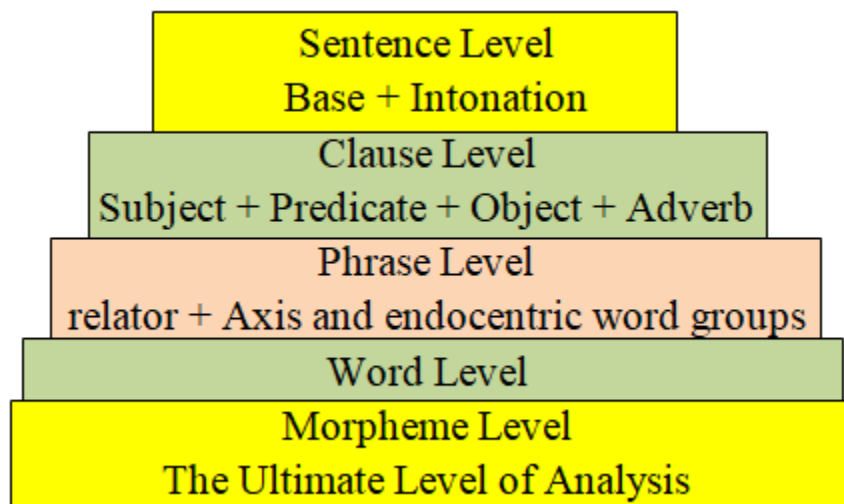 Sentence Level
Base + Intonation
Clause Level
Subject + Predicate + Object + Adverb
Phrase Level
relator + Axis and endocentric word groups
Word Level
Morpheme Level
The Ultimate Level of Analysis